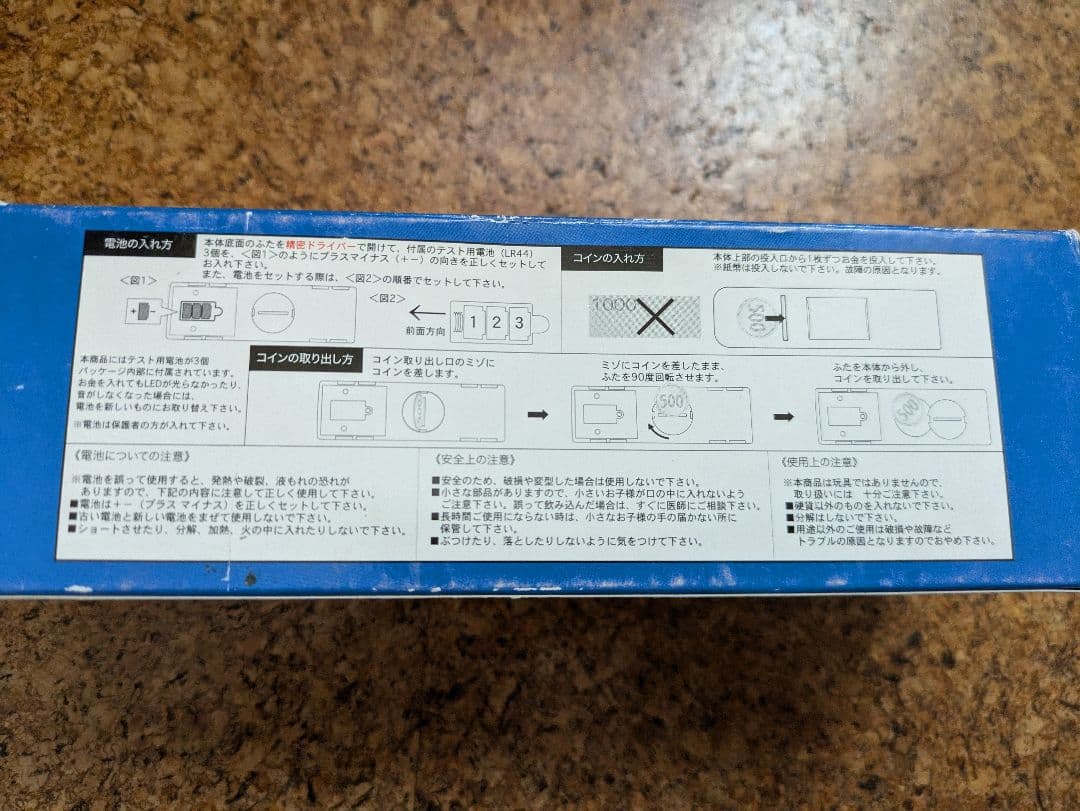 電池の入れ方
本体底面のふたを精密ドライバーで開けて、付属のテスト用電池（LR44）
3個を、＜図1＞のようにプラスマイナス（+−）の向きを正しくセットして
お入れ下さい。
また、電池をセットする際は、＜図2＞の順番でセットして下さい。
＜図1＞
+ −
＜図2＞
前面方向
1 2 3
コインの入れ方
本体上部の投入口から1枚ずつお金を投入して下さい。
※紙幣は投入しないで下さい。故障の原因となります。
1000
500
本商品にはテスト用電池が3個
パッケージ内部に付属されています。
お金を入れてもLEDが光らなかったり、
音がしなくなった場合には、
電池を新しいものにお取り替え下さい。
※電池は保護者の方が入れて下さい。
コインの取り出し方
コイン取り出し口のミゾに
コインを差します。
ミゾにコインを差したまま、
ふたを90度回転させます。
500
ふたを本体から外し、
コインを取り出して下さい。
500
《電池についての注意》
※電池を誤って使用すると、発熱や破裂、液もれの恐れが
ありますので、下記の内容に注意して正しく使用して下さい。
■電池は+−（プラス マイナス）を正しくセットして下さい。
■古い電池と新しい電池をまぜて使用しないで下さい。
■ショートさせたり、分解、加熱、火の中に入れたりしないで下さい。
《安全上の注意》
■安全のため、破損や変型した場合は使用しないで下さい。
■小さな部品がありますので、小さいお子様が口の中に入れないよう
ご注意下さい。誤って飲み込んだ場合は、すぐに医師にご相談下さい。
■長時間ご使用にならない時は、小さなお子様の手の届かない所に
保管して下さい。
■ぶつけたり、落としたりしないように気をつけて下さい。
《使用上の注意》
※本商品は玩具ではありませんので、
取り扱いには 十分ご注意下さい。
■硬貨以外のものを入れないで下さい。
■分解はしないで下さい。
■用途以外のご使用は破損や故障など
トラブルの原因となりますのでおやめ下さい。